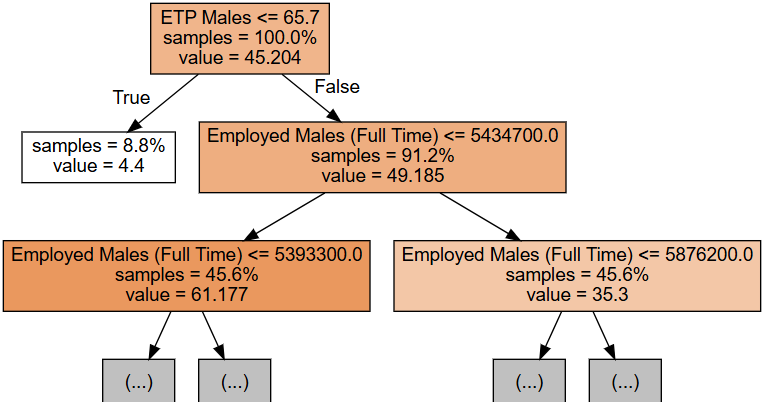 ETP Males <= 65.7
samples = 100.0%
value = 45.204
True
False
samples = 8.8%
value = 4.4
Employed Males (Full Time) <= 5434700.0
samples = 91.2%
value = 49.185
Employed Males (Full Time) <= 5393300.0
samples = 45.6%
value = 61.177
Employed Males (Full Time) <= 5876200.0
samples = 45.6%
value = 35.3
(...)
(...)
(...)
(...)